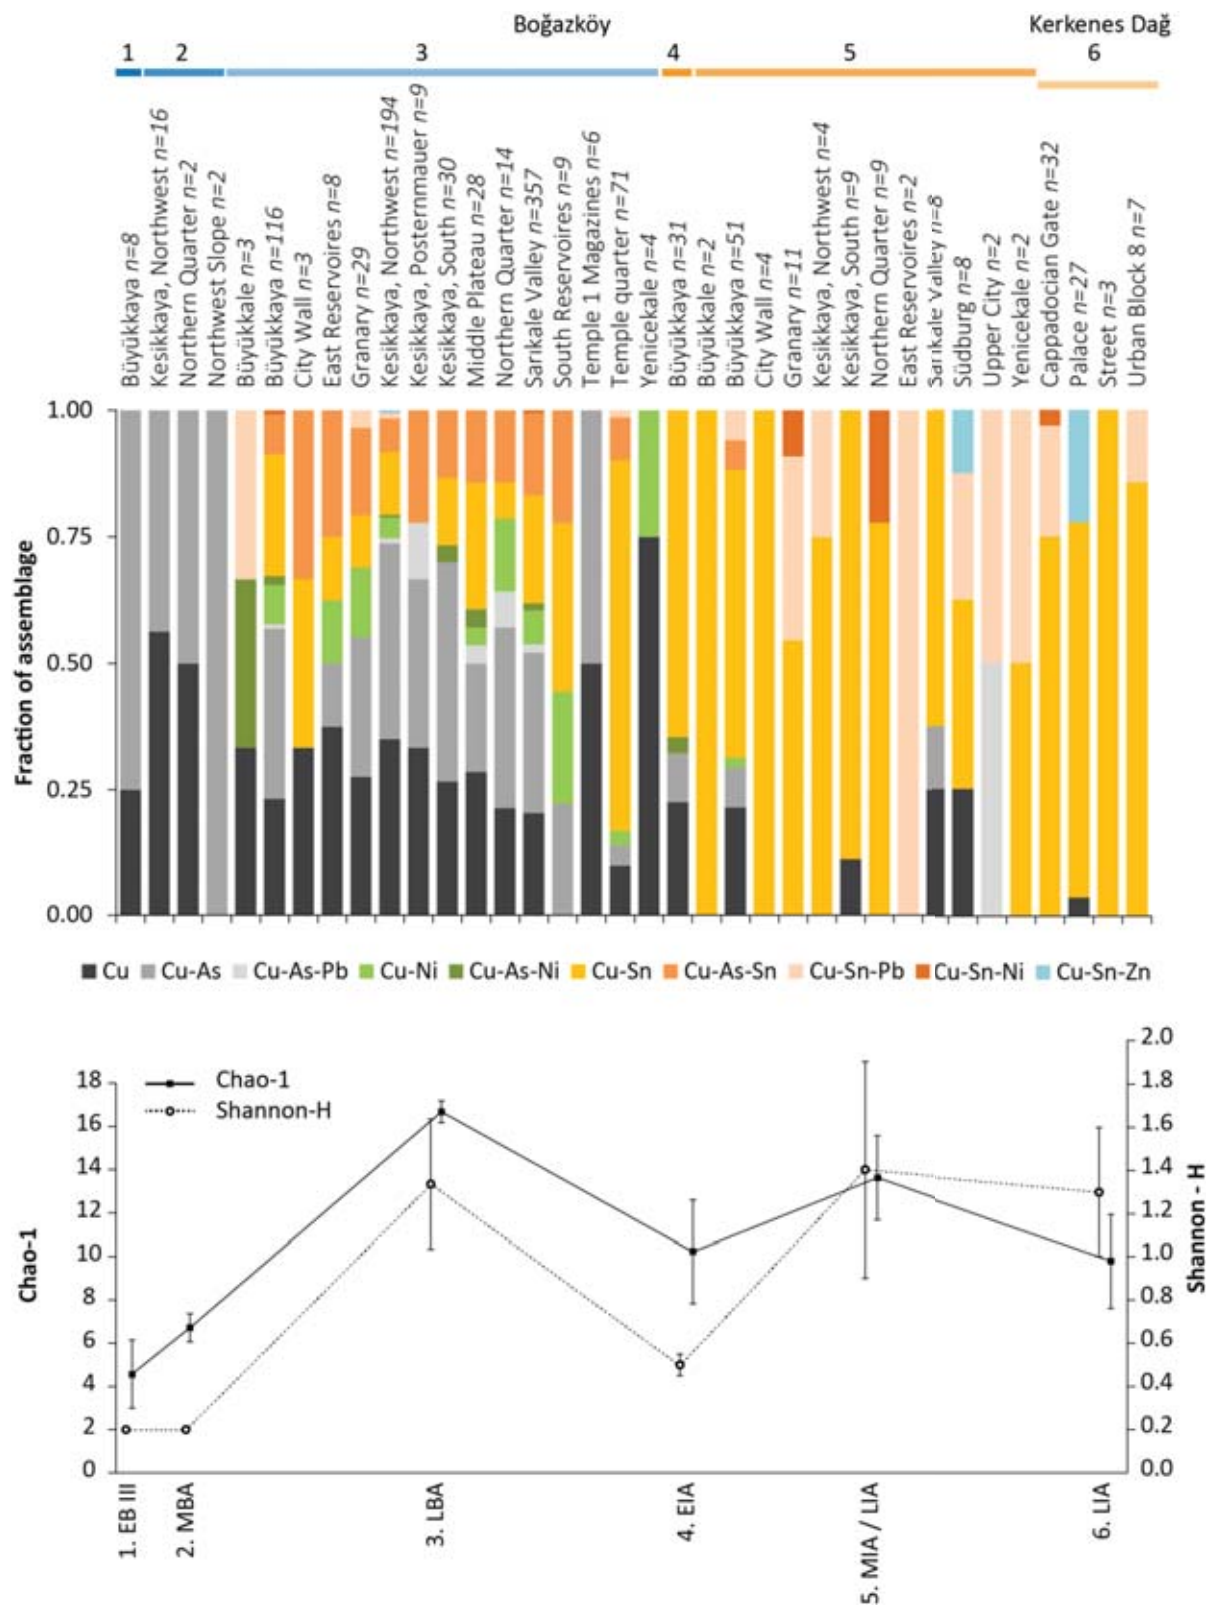 Boğazköy
Kerkenes Dağ
1
2
3
4
5
6
Büyükkaya n=8
Kesikkaya, Northwest n=16
Northern Quarter n=2
Northwest Slope n=2
Büyükkale n=3
Büyükkaya n=116
City Wall n=3
East Reservoires n=8
Granary n=29
Kesikkaya, Northwest n=194
Kesikkaya, Posternmauer n=9
Kesikkaya, South n=30
Middle Plateau n=28
Northern Quarter n=14
Sarıkale Valley n=357
South Reservoires n=9
Temple 1 Magazines n=6
Temple quarter n=71
Yenicekale n=4
Büyükkaya n=31
Büyükkale n=2
Büyükkaya n=51
City Wall n=4
Granary n=11
Kesikkaya, Northwest n=4
Kesikkaya, South n=9
Northern Quarter n=9
East Reservoires n=2
Sarıkale Valley n=8
Südburg n=8
Upper City n=2
Yenicekale n=2
Cappadocian Gate n=32
Palace n=27
Street n=3
Urban Block 8 n=7
Fraction of assemblage
1.00
0.75
0.50
0.25
0.00
Cu Cu-As Cu-As-Pb Cu-Ni Cu-As-Ni Cu-Sn Cu-As-Sn Cu-Sn-Pb Cu-Sn-Ni Cu-Sn-Zn
Chao-1
Shannon-H
Chao-1
18
16
14
12
10
8
6
4
2
0
2.0
1.8
1.6
1.4
1.2
1.0
0.8
0.6
0.4
0.2
0.0
Shannon - H
1. EB III
2. MBA
3. LBA
4. EIA
5. MIA / LIA
6. LIA